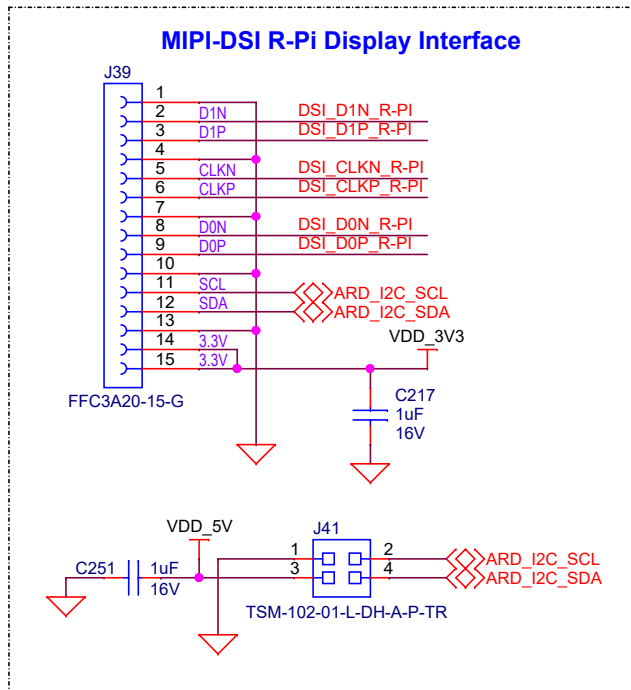 MIPI-DSI R-Pi Display Interface
J39
1
2 D1N DSI_D1N_R-PI
3 D1P DSI_D1P_R-PI
4
5 CLKN DSI_CLKN_R-PI
6 CLKP DSI_CLKP_R-PI
7
8 D0N DSI_D0N_R-PI
9 D0P DSI_D0P_R-PI
10
11 SCL ARD_I2C_SCL
12 SDA ARD_I2C_SDA
13
14 3.3V VDD_3V3
15 3.3V
FFC3A20-15-G
C217
1uF
16V
VDD_5V
J41
C251 1uF
16V
1 2 ARD_I2C_SCL
3 4 ARD_I2C_SDA
TSM-102-01-L-DH-A-P-TR